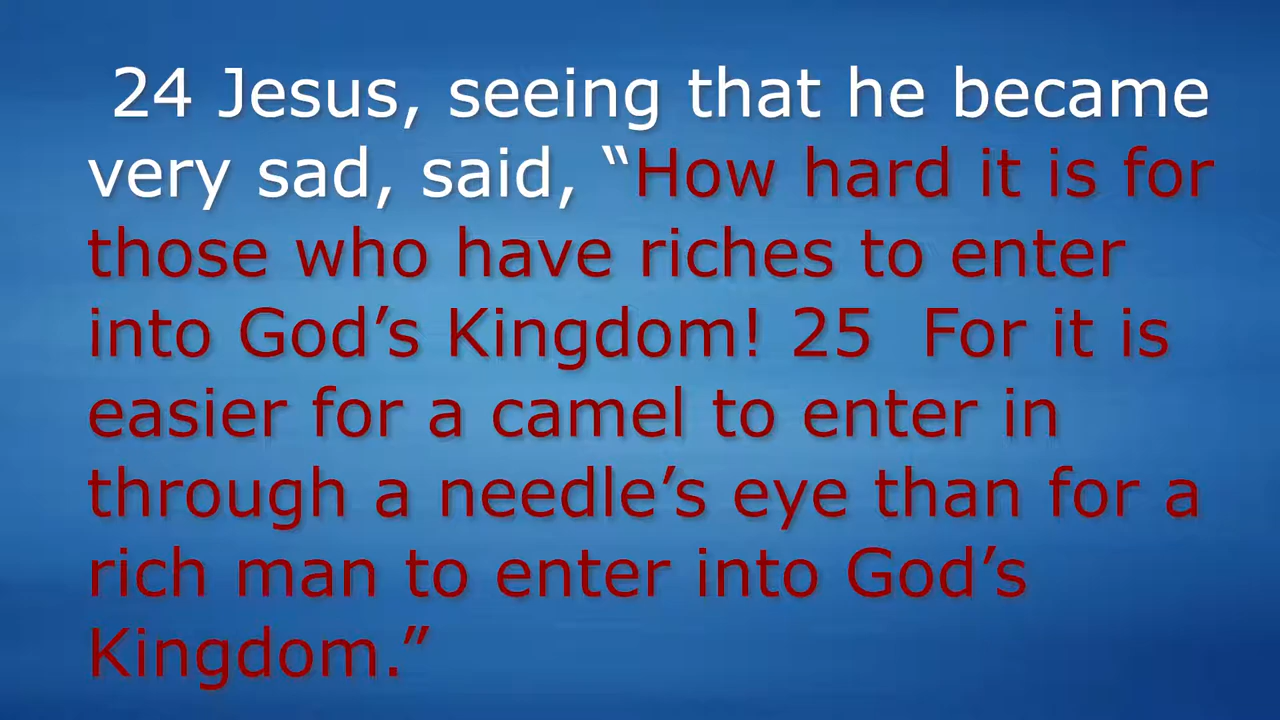 24 Jesus, seeing that he became
very sad, said, “How hard it is for
those who have riches to enter
into God’s Kingdom! 25  For it is
easier for a camel to enter in
through a needle’s eye than for a
rich man to enter into God’s
Kingdom.”